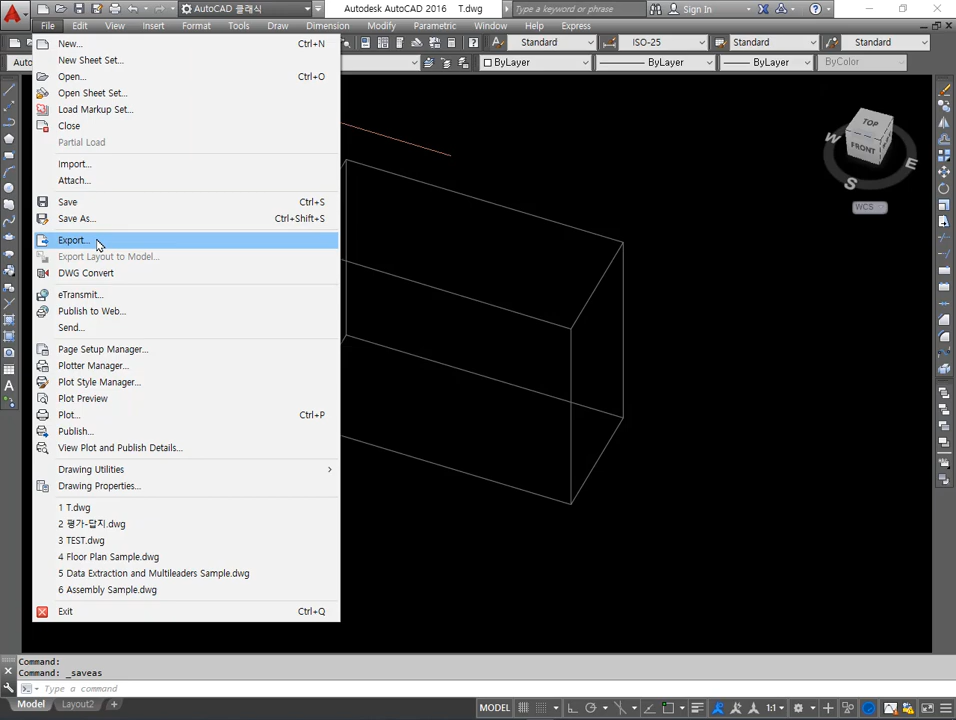 AutoCAD 클래식
Autodesk AutoCAD 2016 T.dwg
Type a keyword or phrase
Sign In
File Edit View Insert Format Tools Draw Dimension Modify Parametric Window Help Express
Standard ISO-25 Standard Standard
Auto
ByLayer ByLayer ByLayer ByColor
New... Ctrl+N
New Sheet Set...
Open... Ctrl+O
Open Sheet Set...
Load Markup Set...
Close
Partial Load
Import...
Attach...
Save Ctrl+S
Save As... Ctrl+Shift+S
Export...
Export Layout to Model...
DWG Convert
eTransmit...
Publish to Web...
Send...
Page Setup Manager...
Plotter Manager...
Plot Style Manager...
Plot Preview
Plot... Ctrl+P
Publish...
View Plot and Publish Details...
Drawing Utilities
Drawing Properties...
1 T.dwg
2 평가-답지.dwg
3 TEST.dwg
4 Floor Plan Sample.dwg
5 Data Extraction and Multileaders Sample.dwg
6 Assembly Sample.dwg
Exit Ctrl+Q
TOP
W
FRONT
E
S
WCS
Command:
Command: _saveas
Type a command
Model Layout2 +
MODEL 1:1